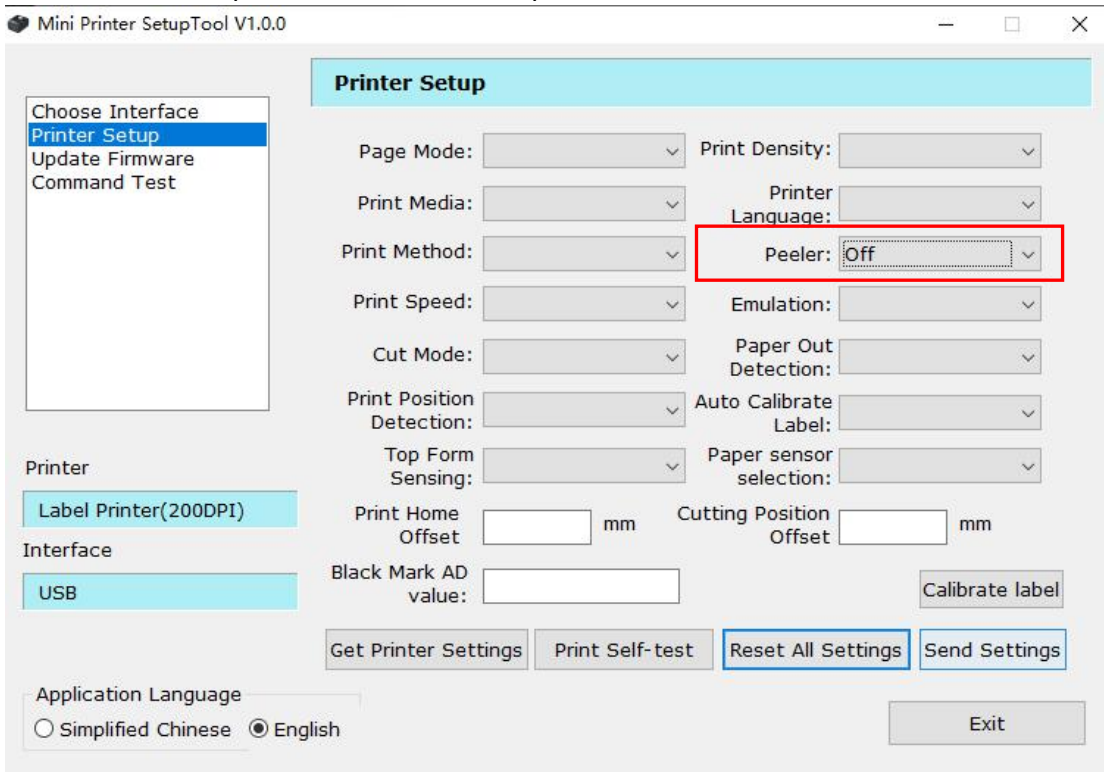 Mini Printer SetupTool V1.0.0
Printer Setup
Choose Interface
Printer Setup
Update Firmware
Command Test
Page Mode:
Print Density:
Print Media:
Printer
Language:
Print Method:
Peeler: Off
Print Speed:
Emulation:
Cut Mode:
Paper Out
Detection:
Print Position
Detection:
Auto Calibrate
Label:
Top Form
Sensing:
Paper sensor
selection:
Printer
Label Printer(200DPI)
Interface
USB
Print Home
Offset
mm
Cutting Position
Offset
mm
Black Mark AD
value:
Calibrate label
Get Printer Settings
Print Self-test
Reset All Settings
Send Settings
Application Language
Simplified Chinese
English
Exit